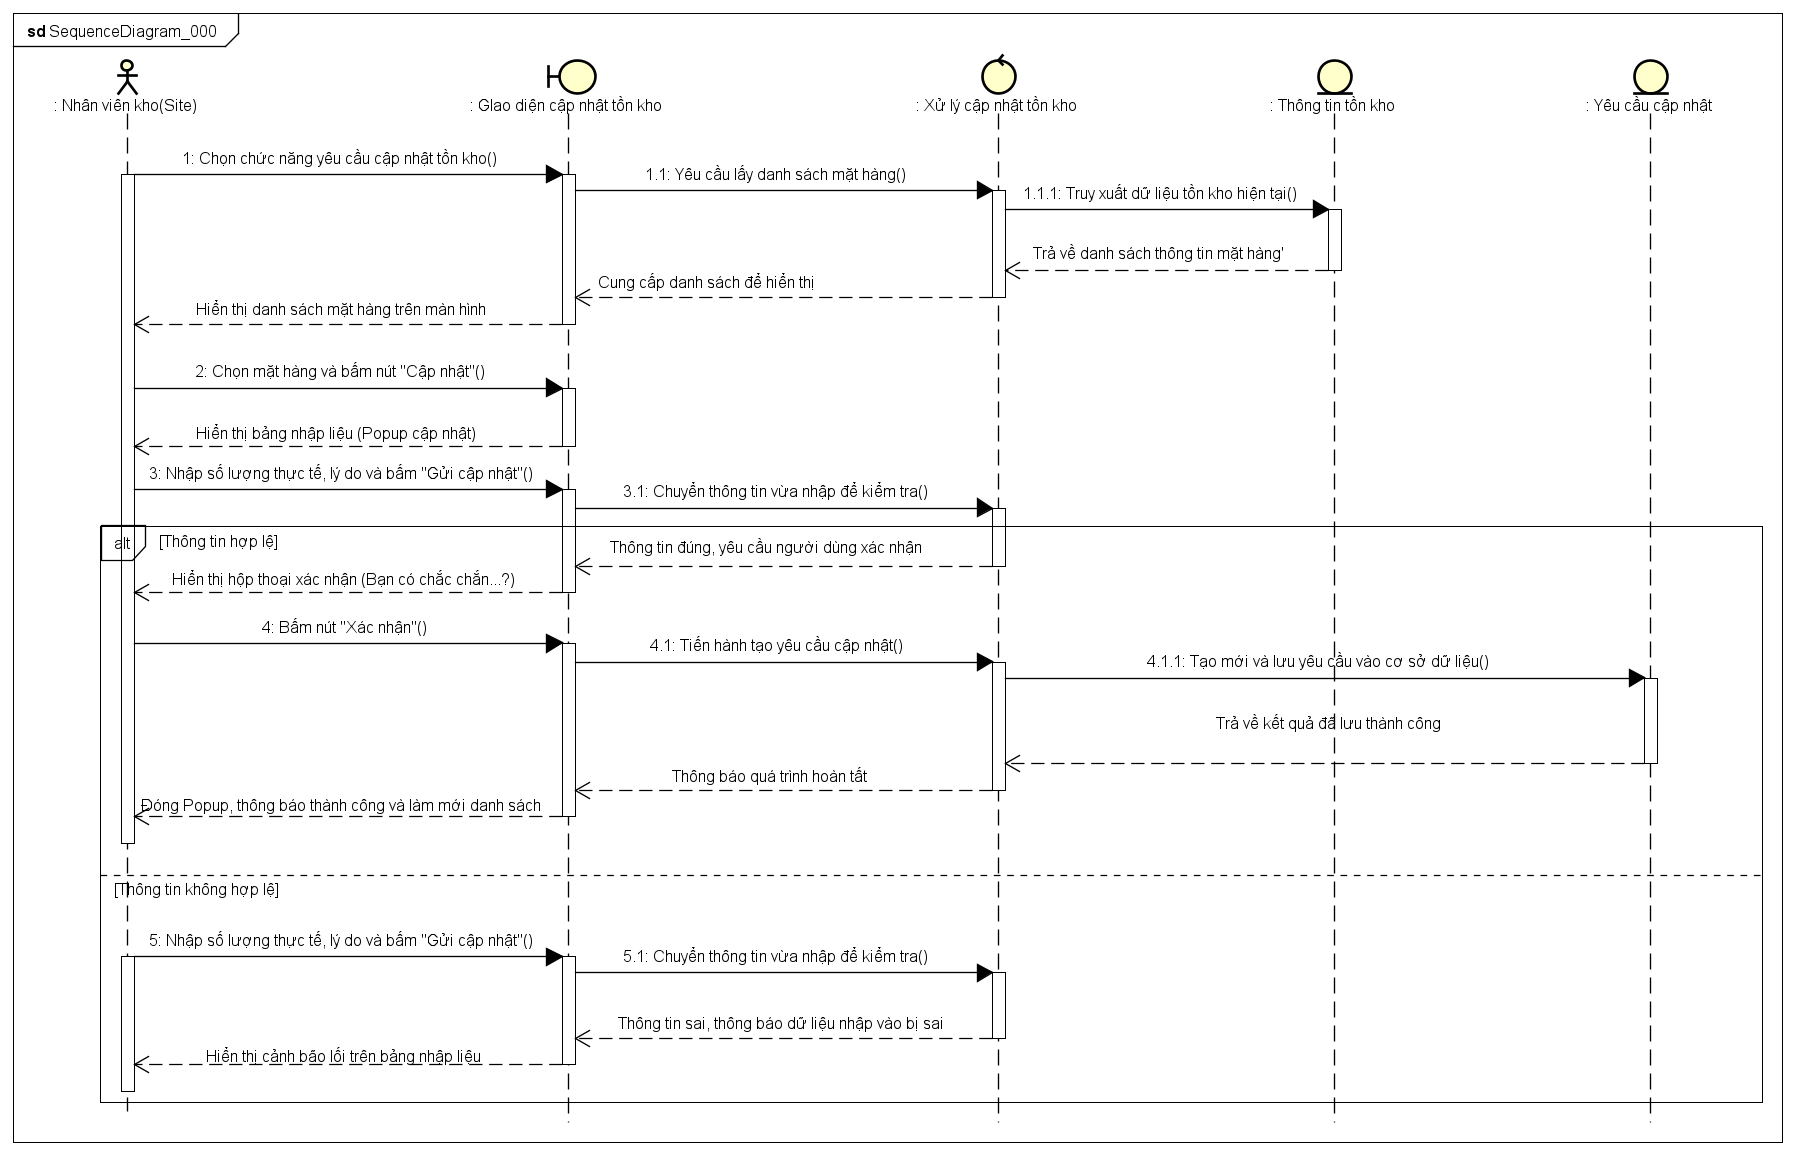 sd SequenceDiagram_000
: Nhân viên kho(Site)
: Giao diện cập nhật tồn kho
: Xử lý cập nhật tồn kho
: Thông tin tồn kho
: Yêu cầu cập nhật
1: Chọn chức năng yêu cầu cập nhật tồn kho()
1.1: Yêu cầu lấy danh sách mặt hàng()
1.1.1: Truy xuất dữ liệu tồn kho hiện tại()
Trả về danh sách thông tin mặt hàng'
Cung cấp danh sách để hiển thị
Hiển thị danh sách mặt hàng trên màn hình
2: Chọn mặt hàng và bấm nút "Cập nhật"()
Hiển thị bảng nhập liệu (Popup cập nhật)
3: Nhập số lượng thực tế, lý do và bấm "Gửi cập nhật"()
3.1: Chuyển thông tin vừa nhập để kiểm tra()
alt
[Thông tin hợp lệ]
Thông tin đúng, yêu cầu người dùng xác nhận
Hiển thị hộp thoại xác nhận (Bạn có chắc chắn...?)
4: Bấm nút "Xác nhận"()
4.1: Tiến hành tạo yêu cầu cập nhật()
4.1.1: Tạo mới và lưu yêu cầu vào cơ sở dữ liệu()
Trả về kết quả đã lưu thành công
Thông báo quá trình hoàn tất
Đóng Popup, thông báo thành công và làm mới danh sách
[Thông tin không hợp lệ]
5: Nhập số lượng thực tế, lý do và bấm "Gửi cập nhật"()
5.1: Chuyển thông tin vừa nhập để kiểm tra()
Thông tin sai, thông báo dữ liệu nhập vào bị sai
Hiển thị cảnh báo lỗi trên bảng nhập liệu